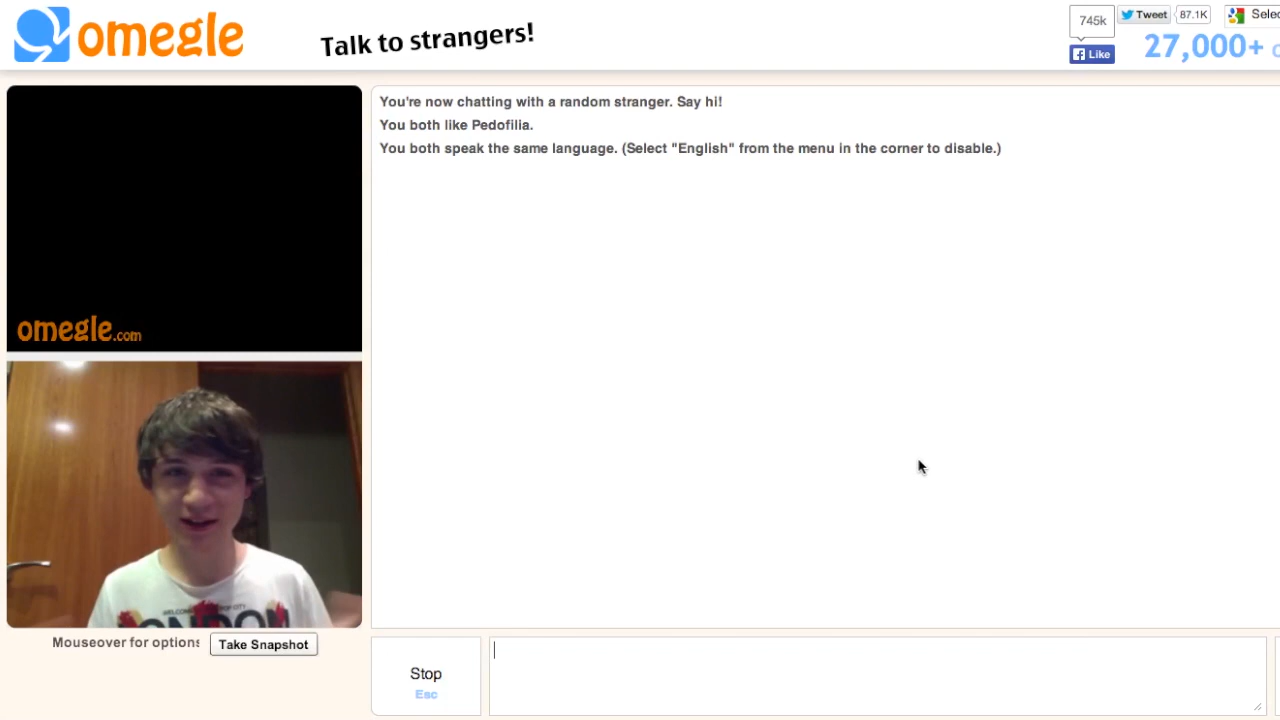 omegle
Talk to strangers!
745k
Like
Tweet
87.1K
27,000+
You're now chatting with a random stranger. Say hi!
You both like Pedofilia.
You both speak the same language. (Select "English" from the menu in the corner to disable.)
omegle.com
LONDON
Mouseover for options
Take Snapshot
Stop
Esc